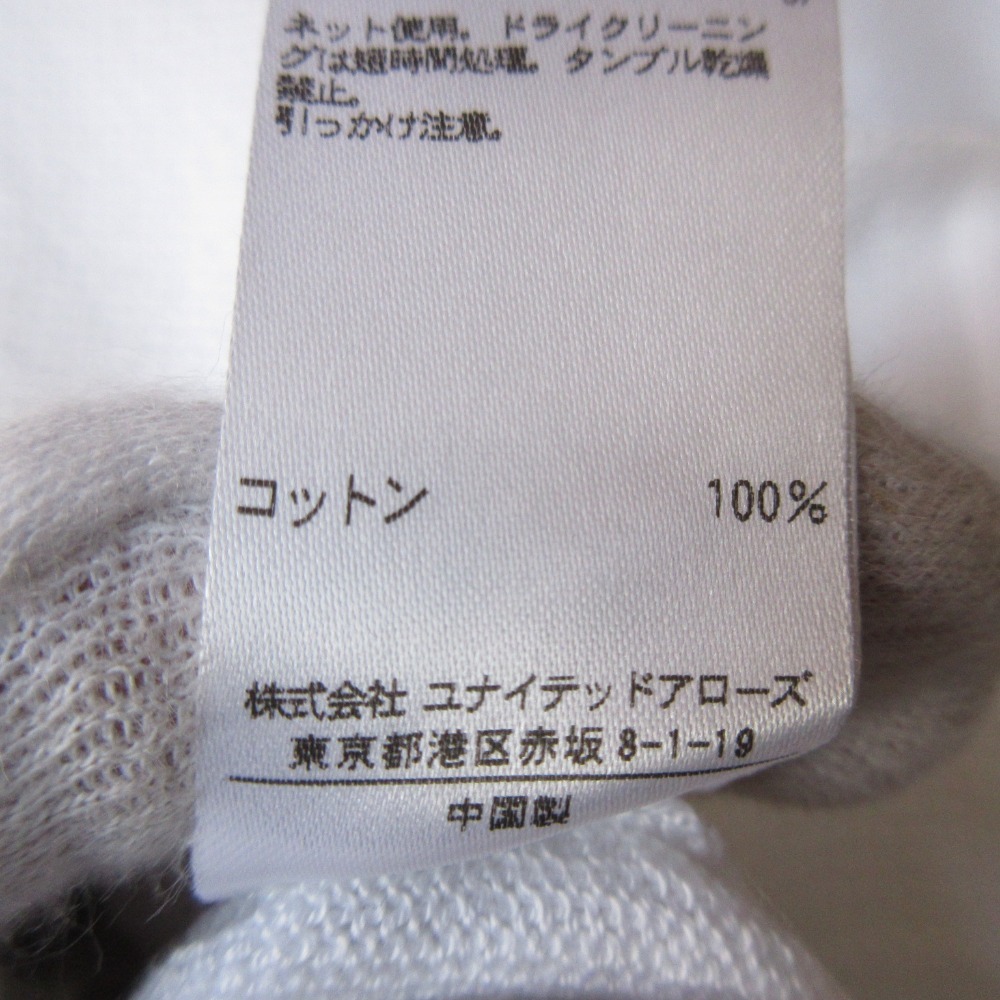 ネット使用。ドライクリーニン
グは短時間処理。タンブル乾燥
禁止。
引っかけ注意。
コットン 100%
株式会社 ユナイテッドアローズ
東京都港区赤坂 8-1-19
中国製